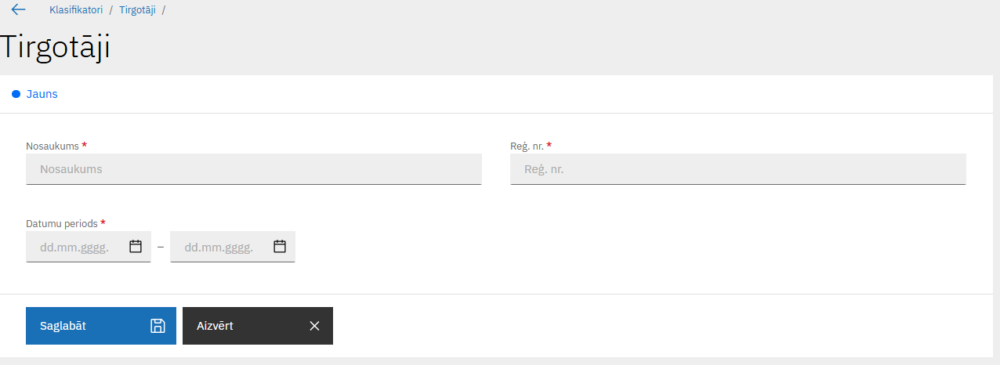 Klasifikatori / Tirgotāji /
Tirgotāji
Jauns
Nosaukums * Reģ. nr. *
Nosaukums Reģ. nr.
Datumu periods *
dd.mm.gggg. – dd.mm.gggg.
Saglabāt Aizvērt